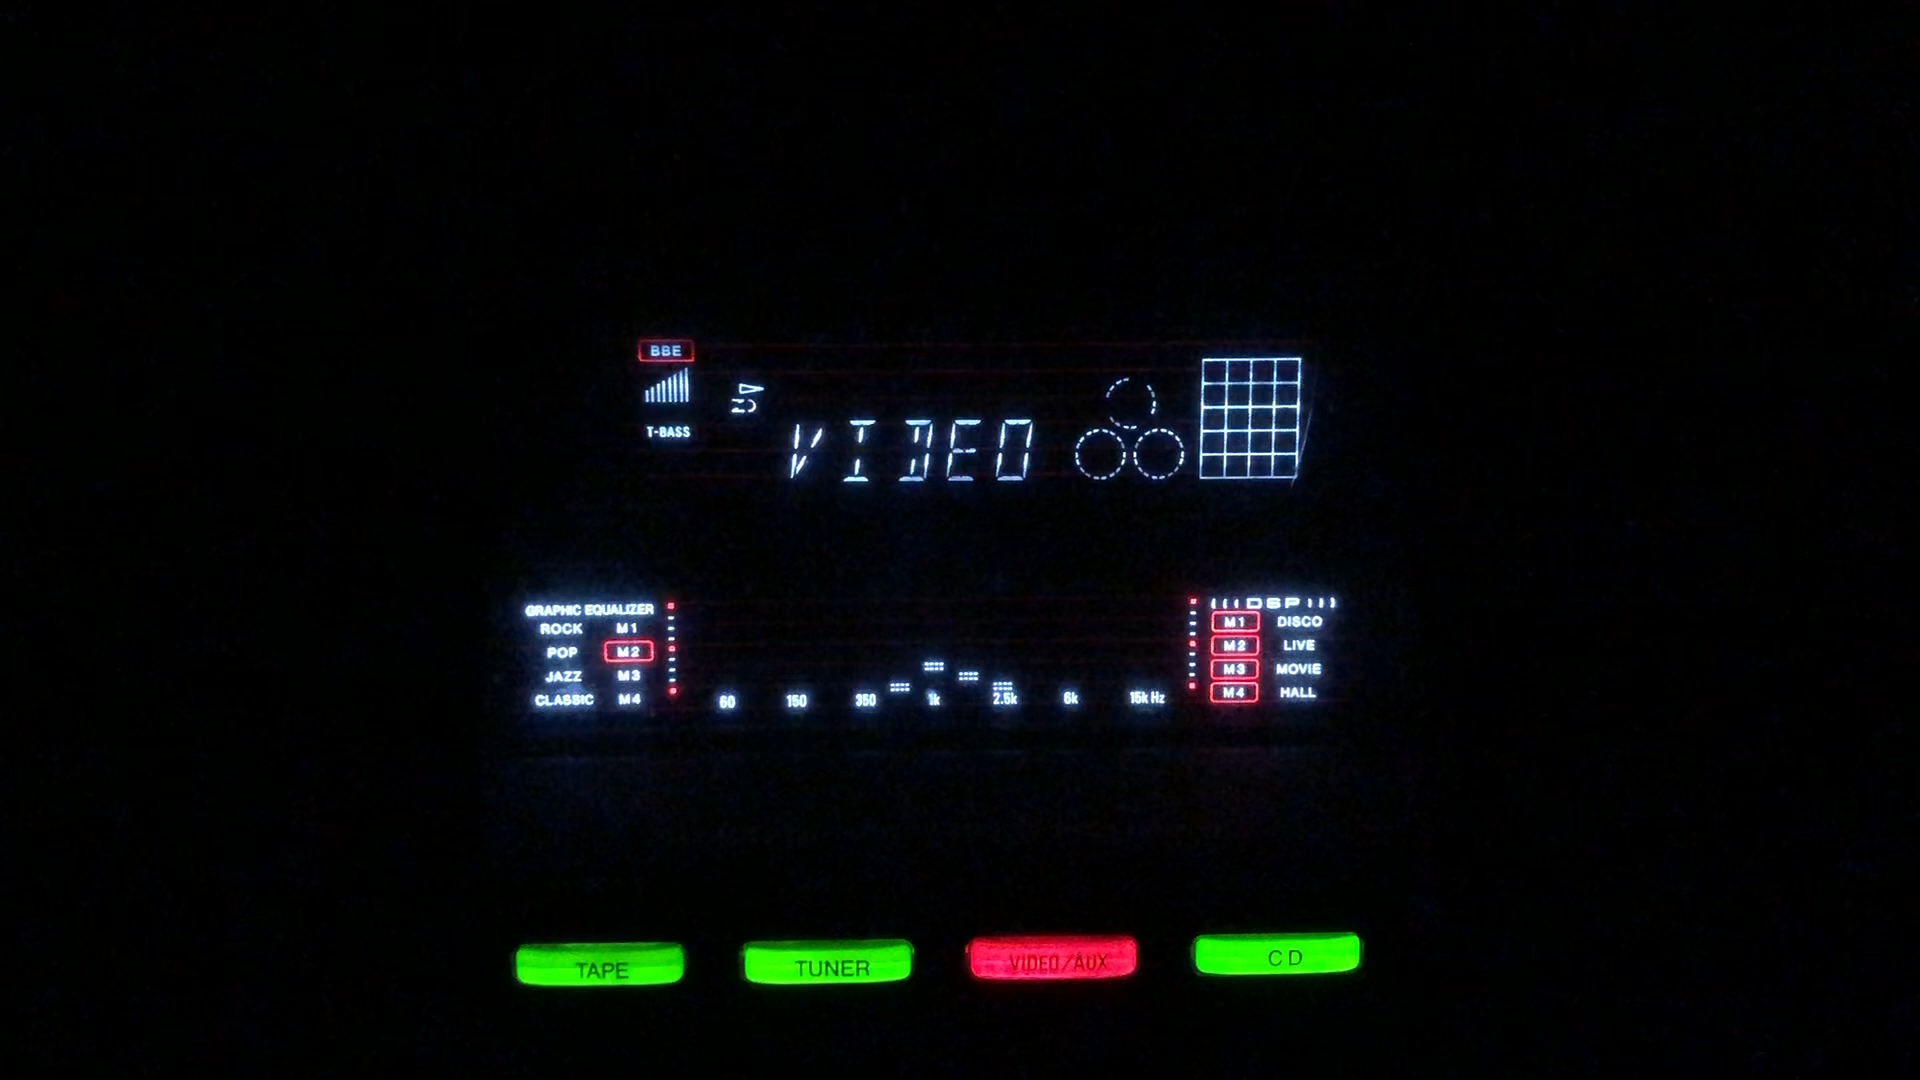 BBE
T-BASS
VIDEO
GRAPHIC EQUALIZER
ROCK M1
POP M2
JAZZ M3
CLASSIC M4
60 150 350 1k 2.5k 6k 15k Hz
DSP
M1 DISCO
M2 LIVE
M3 MOVIE
M4 HALL
TAPE TUNER VIDEO/AUX CD